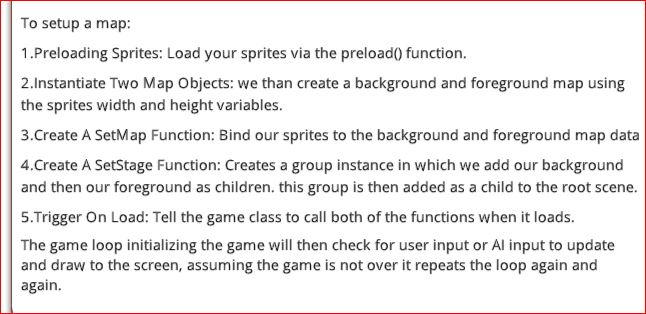 To setup a map:
1.Preloading Sprites: Load your sprites via the preload() function.
2.Instantiate Two Map Objects: we than create a background and foreground map using
the sprites width and height variables.
3.Create A SetMap Function: Bind our sprites to the background and foreground map data
4.Create A SetStage Function: Creates a group instance in which we add our background
and then our foreground as children. this group is then added as a child to the root scene.
5.Trigger On Load: Tell the game class to call both of the functions when it loads.
The game loop initializing the game will then check for user input or AI input to update
and draw to the screen, assuming the game is not over it repeats the loop again and
again.